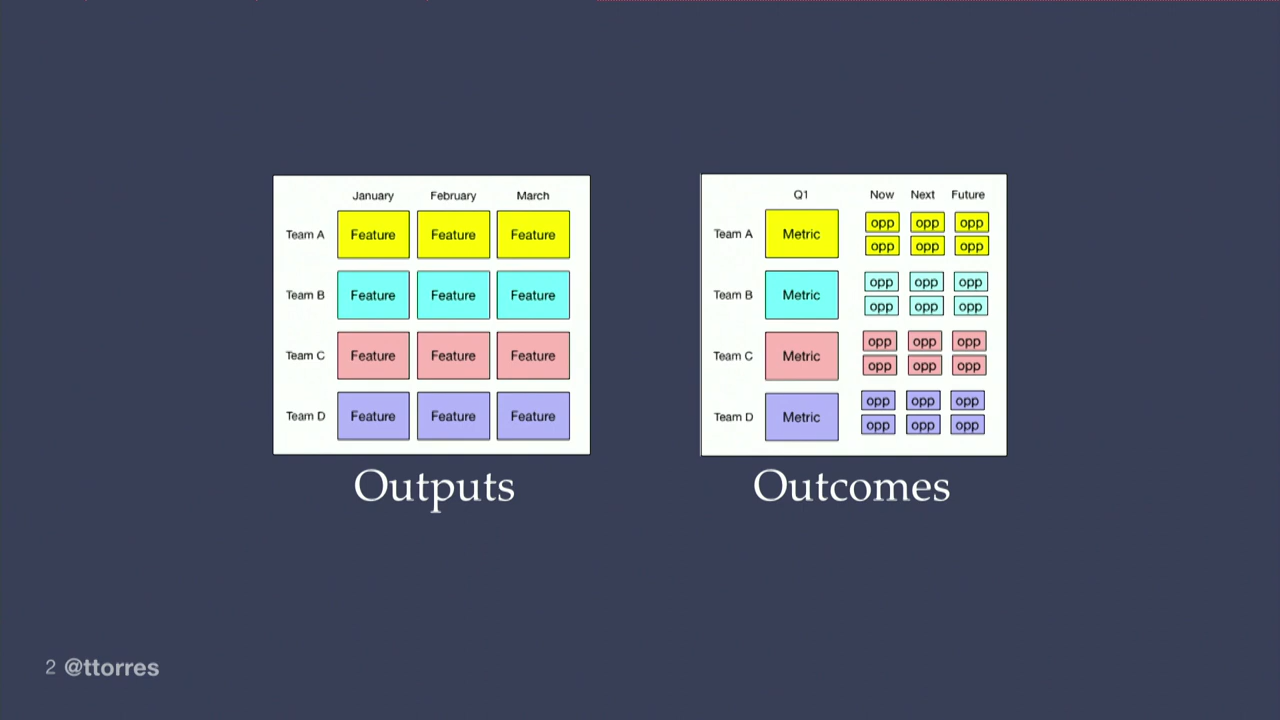 January February March
Team A Feature Feature Feature
Team B Feature Feature Feature
Team C Feature Feature Feature
Team D Feature Feature Feature
Outputs
Q1 Now Next Future
Team A Metric opp opp opp
opp opp opp
Team B Metric opp opp opp
opp opp opp
Team C Metric opp opp opp
opp opp opp
Team D Metric opp opp opp
opp opp opp
Outcomes
2 @ttorres